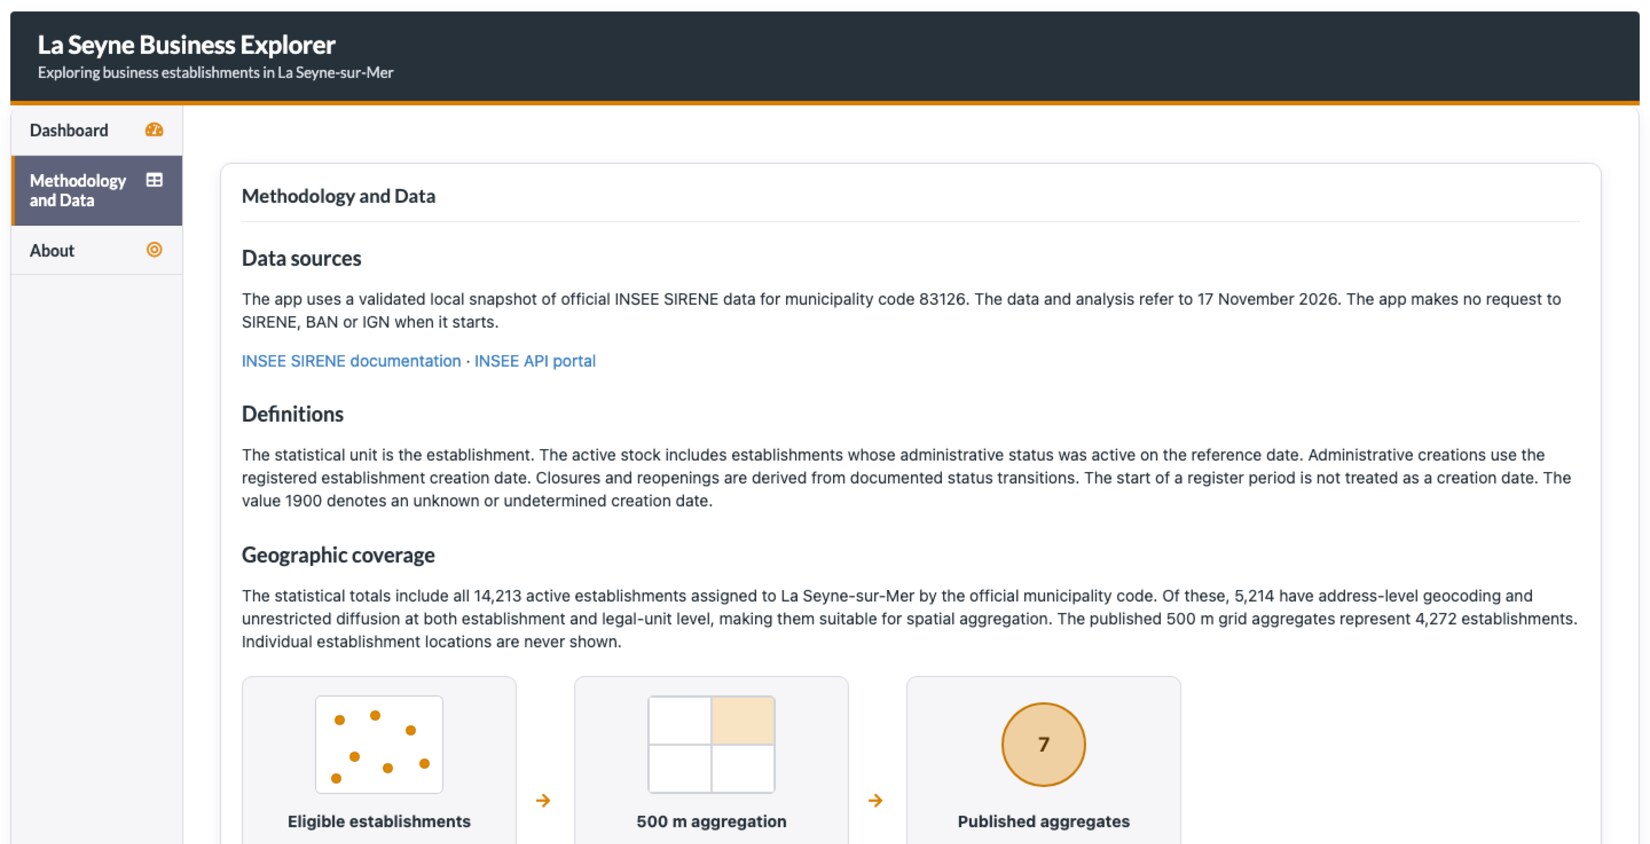 La Seyne Business Explorer
Exploring business establishments in La Seyne-sur-Mer
Dashboard
Methodology
and Data
About
Methodology and Data
Data sources
The app uses a validated local snapshot of official INSEE SIRENE data for municipality code 83126. The data and analysis refer to 17 November 2026. The app makes no request to
SIRENE, BAN or IGN when it starts.
INSEE SIRENE documentation · INSEE API portal
Definitions
The statistical unit is the establishment. The active stock includes establishments whose administrative status was active on the reference date. Administrative creations use the
registered establishment creation date. Closures and reopenings are derived from documented status transitions. The start of a register period is not treated as a creation date. The
value 1900 denotes an unknown or undetermined creation date.
Geographic coverage
The statistical totals include all 14,213 active establishments assigned to La Seyne-sur-Mer by the official municipality code. Of these, 5,214 have address-level geocoding and
unrestricted diffusion at both establishment and legal-unit level, making them suitable for spatial aggregation. The published 500 m grid aggregates represent 4,272 establishments.
Individual establishment locations are never shown.
7
Eligible establishments
500 m aggregation
Published aggregates